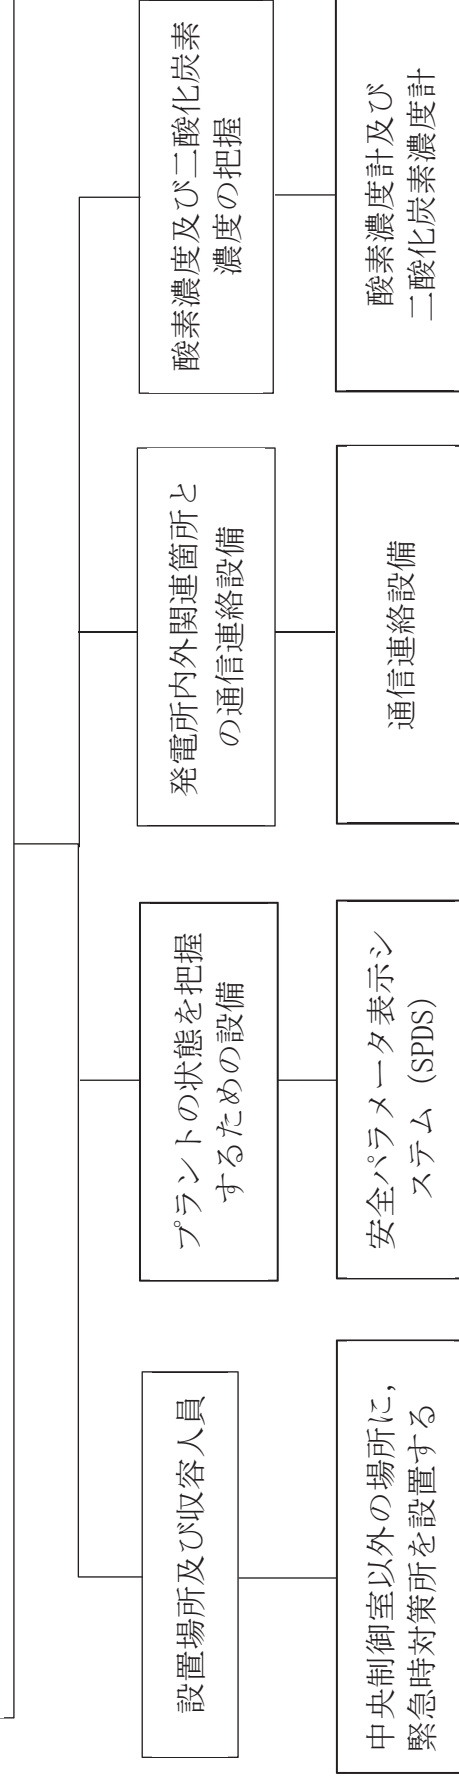 設置場所及び収容人員
プラントの状態を把握
するための設備
発電所内外関連箇所と
の通信連絡設備
酸素濃度及び二酸化炭素
濃度の把握
中央制御室以外の場所に，
緊急時対策所を設置する
安全パラメータ表示シ
ステム（SPDS）
通信連絡設備
酸素濃度計及び
二酸化炭素濃度計